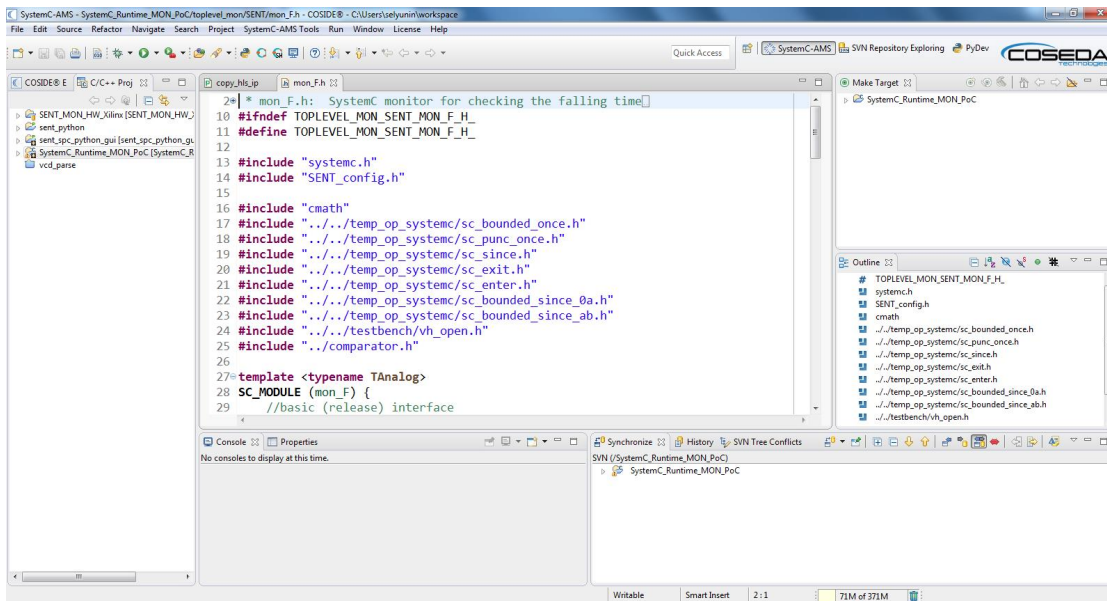 SystemC-AMS - SystemC_Runtime_MON_PoC/toplevel_mon/SENT/mon_F.h - COSIDE® - C:\Users\selyunin\workspace
File Edit Source Refactor Navigate Search Project SystemC-AMS Tools Run Window License Help
Quick Access
SystemC-AMS
SVN Repository Exploring
PyDev
COSEDA
Technologies
COSIDE® E
C/C++ Proj
SENT_MON_HW_Xilinx [SENT_MON_HW_
sent_python
sent_spc_python_gui [sent_spc_python_gu
SystemC_Runtime_MON_PoC [SystemC_R
vcd_parse
copy_hls_ip
mon_F.h
2 * mon_F.h: SystemC monitor for checking the falling time
10 #ifndef TOPLEVEL_MON_SENT_MON_F_H_
11 #define TOPLEVEL_MON_SENT_MON_F_H_
12
13 #include "systemc.h"
14 #include "SENT_config.h"
15
16 #include "cmath"
17 #include "../../temp_op_systemc/sc_bounded_once.h"
18 #include "../../temp_op_systemc/sc_punc_once.h"
19 #include "../../temp_op_systemc/sc_since.h"
20 #include "../../temp_op_systemc/sc_exit.h"
21 #include "../../temp_op_systemc/sc_enter.h"
22 #include "../../temp_op_systemc/sc_bounded_since_0a.h"
23 #include "../../temp_op_systemc/sc_bounded_since_ab.h"
24 #include "../../testbench/vh_open.h"
25 #include "../comparator.h"
26
27 template <typename TAnalog>
28 SC_MODULE (mon_F) {
29 //basic (release) interface
Make Target
SystemC_Runtime_MON_PoC
Outline
# TOPLEVEL_MON_SENT_MON_F_H_
systemc.h
SENT_config.h
cmath
../../temp_op_systemc/sc_bounded_once.h
../../temp_op_systemc/sc_punc_once.h
../../temp_op_systemc/sc_since.h
../../temp_op_systemc/sc_exit.h
../../temp_op_systemc/sc_enter.h
../../temp_op_systemc/sc_bounded_since_0a.h
../../temp_op_systemc/sc_bounded_since_ab.h
../../testbench/vh_open.h
Console
Properties
No consoles to display at this time.
Synchronize
History
SVN Tree Conflicts
SVN (/SystemC_Runtime_MON_PoC)
SystemC_Runtime_MON_PoC
Writable
Smart Insert
2 : 1
71M of 371M